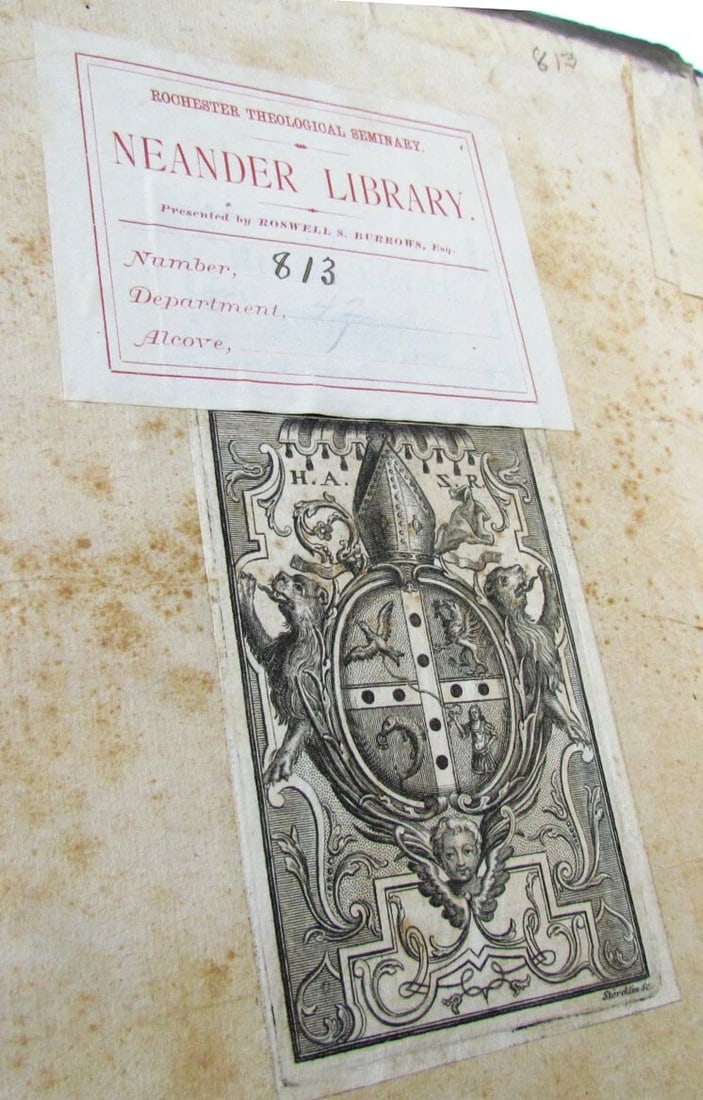 813
ROCHESTER THEOLOGICAL SEMINARY.
NEANDER LIBRARY.
Presented by ROSWELL S. BURROWS, Esq.
Number, 813
Department,
Alcove,
H. A. Z. R